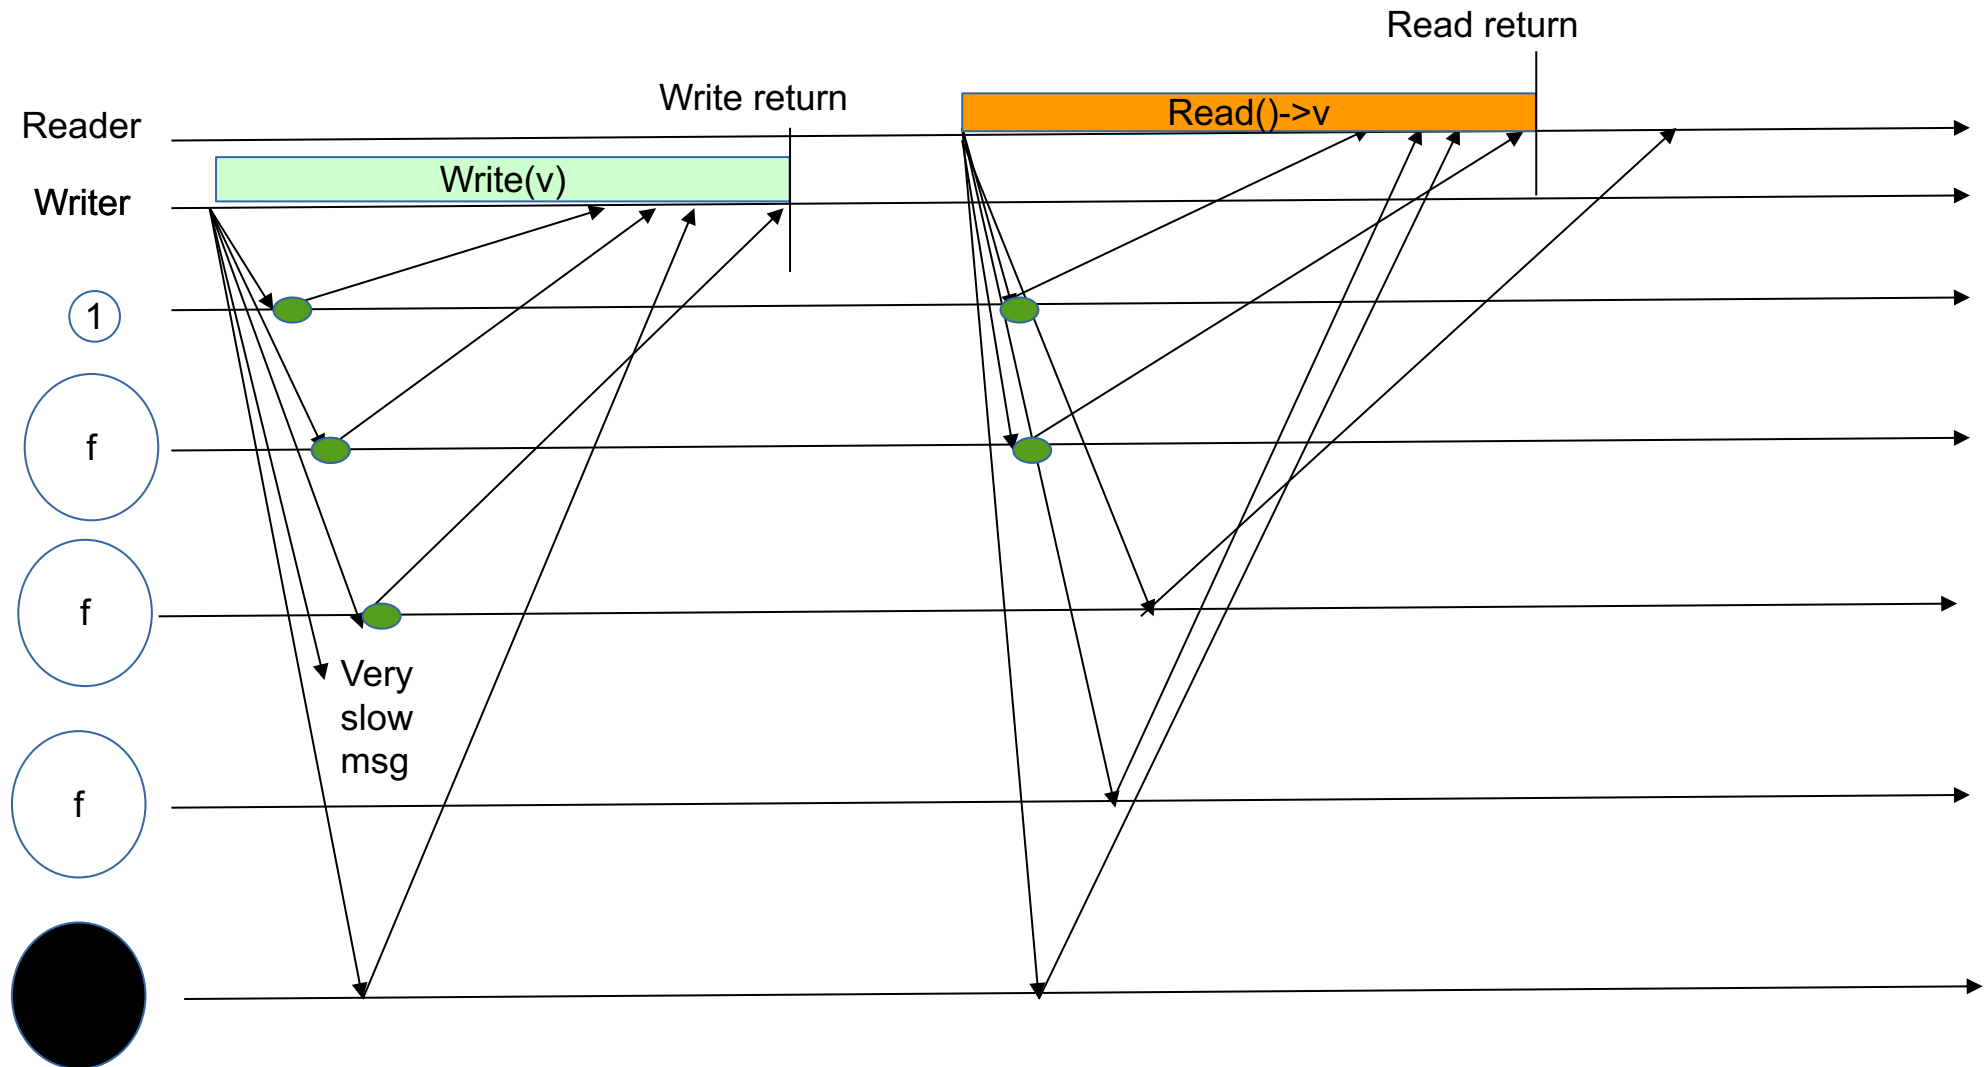 Read return
Write return
Read()->v
Reader
Write(v)
Writer
1
f
f
Very
slow
msg
f